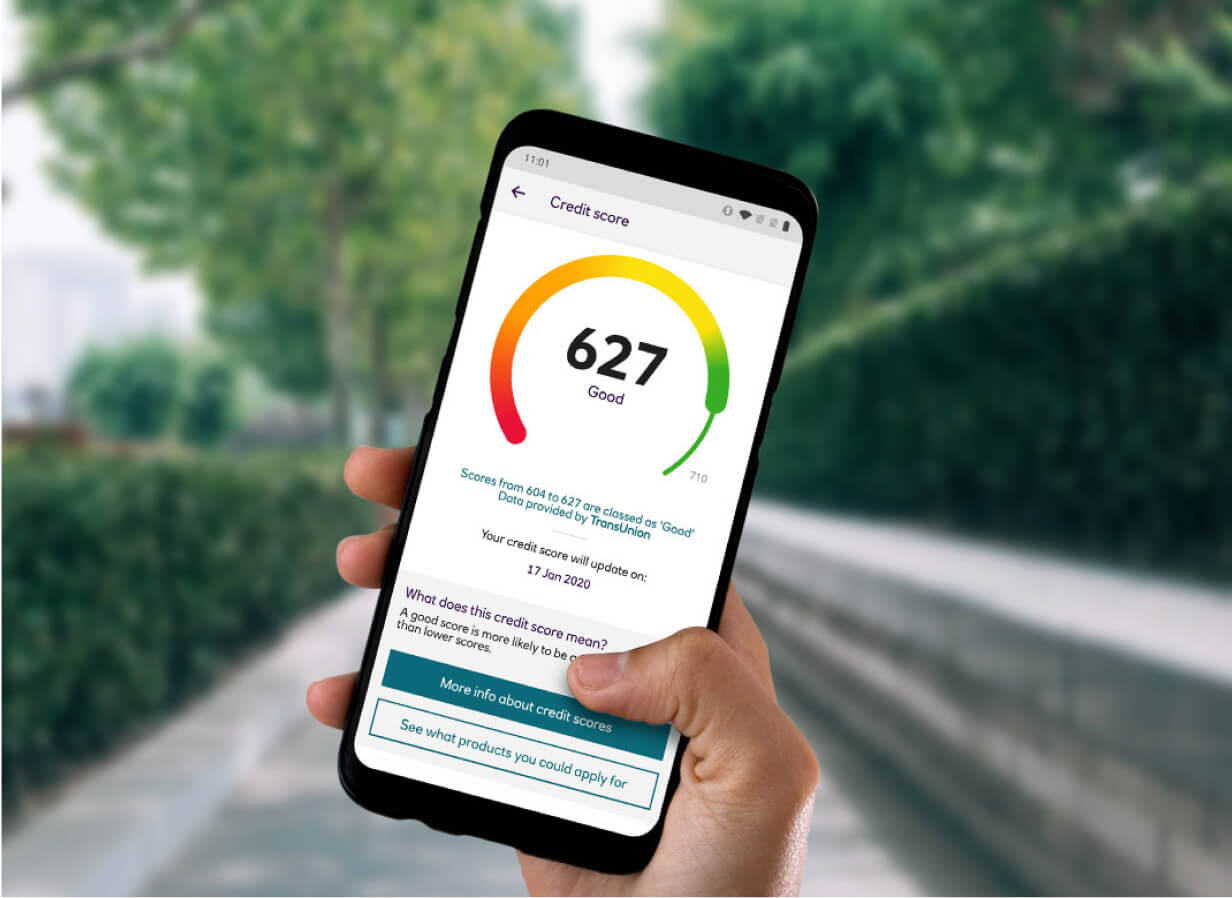 11:01
Credit score
627
Good
710
Scores from 604 to 627 are classed as 'Good'
Data provided by TransUnion
Your credit score will update on:
17 Jan 2020
What does this credit score mean?
A good score is more likely to be
than lower scores.
More info about credit scores
See what products you could apply for